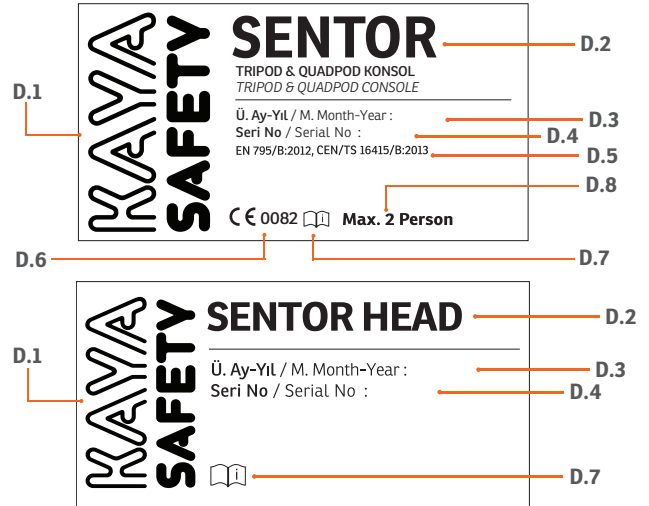 KAYA
SAFETY
SENTOR
TRIPOD & QUADPOD KONSOL
TRIPOD & QUADPOD CONSOLE
Ü. Ay-Yıl / M. Month-Year :
Seri No / Serial No :
EN 795/B:2012, CEN/TS 16415/B:2013
CE 0082 i Max. 2 Person
D.1
D.2
D.3
D.4
D.5
D.8
D.6
D.7
KAYA
SAFETY
SENTOR HEAD
Ü. Ay-Yıl / M. Month-Year :
Seri No / Serial No :
i
D.1
D.2
D.3
D.4
D.7